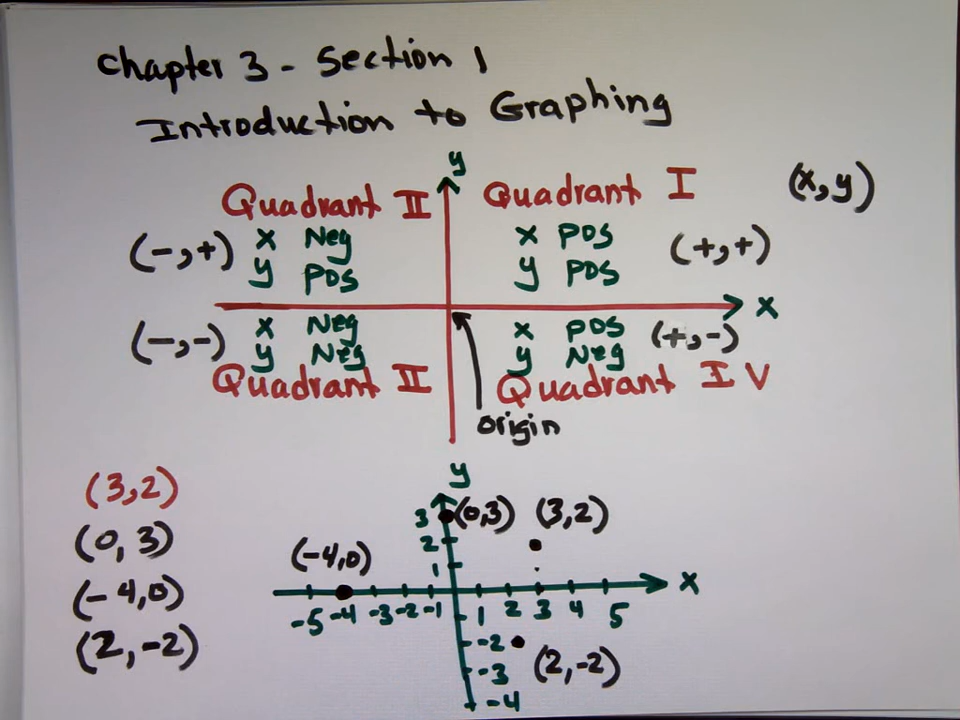 Chapter 3 - Section 1
Introduction to Graphing
y
Quadrant II Quadrant I (x,y)
(-,+) x Neg x POS (+,+)
y POS y POS
x
(-,-) x Neg x POS (+,-)
y Neg y Neg
Quadrant II Quadrant IV
origin
y
(3,2)
3 (0,3) (3,2)
(0,3) 2
(-4,0) 1
x
(-4,0) -5 -4 -3 -2 -1 1 2 3 4 5
-1
(2,-2) -2
-3 (2,-2)
-4